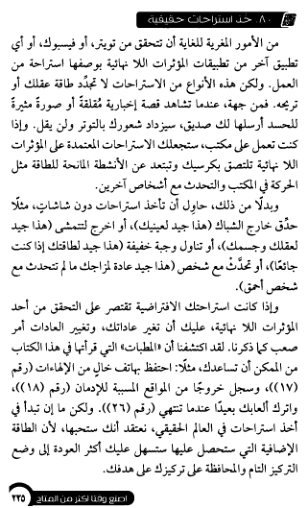 ٨٠. خذ استراحات حقيقية
من الأمور المغرية للغاية أن تتحقق من تويتر، أو فيسبوك، أو أي
تطبيق آخر من تطبيقات المؤثرات اللا نهائية بوصفها استراحة من
العمل. ولكن هذه الأنواع من الاستراحات لا تجدِّد طاقة عقلك أو
تريحه. فمن جهة، عندما تشاهد قصة إخبارية مُقلقةً أو صورةً مثيرةً
للحسد أرسلها لك صديق، سيزداد شعورك بالتوتر ولن يقل. وإذا
كنت تعمل على مكتب، ستجعلك الاستراحات المعتمدة على المؤثرات
اللا نهائية تلتصق بكرسيك وتبتعد عن الأنشطة المانحة للطاقة مثل
الحركة في المكتب والتحدث مع أشخاص آخرين.
وبدلًا من ذلك، حاول أن تأخذ استراحات دون شاشاتٍ، مثلًا
حدِّق خارج الشباك (هذا جيد لعينيك)، أو اخرج لتتمشى (هذا جيد
لعقلك وجسمك)، أو تناول وجبة خفيفة (هذا جيد لطاقتك إذا كنت
جائعًا)، أو تحدَّثْ مع شخص (هذا جيد عادة لمزاجك ما لم تتحدث مع
شخص أحمق).
وإذا كانت استراحتك الافتراضية تقتصر على التحقق من أحد
المؤثرات اللا نهائية، عليك أن تغير عاداتك، وتغيير العادات أمر
صعب كما ذكرنا. لقد اكتشفنا أن «المطبات» التي قرأتها في هذا الكتاب
من الممكن أن تساعدك، مثلًا: احتفظ بهاتف خالٍ من الإلهاءات (رقم
«١٧»)، وسجل خروجًا من المواقع المسببة للإدمان (رقم «١٨»)،
واترك ألعابك بعيدًا عندما تنتهي (رقم «٢٦»). ولكن ما إن تبدأ في
أخذ استراحات في العالم الحقيقي، نعتقد أنك ستحبها، لأن الطاقة
الإضافية التي ستحصل عليها ستسهل عليك أكثر العودة إلى وضع
التركيز التام والمحافظة على تركيزك على هدفك.
اصنع وقتًا أكثر من المتاح ٢٢٥